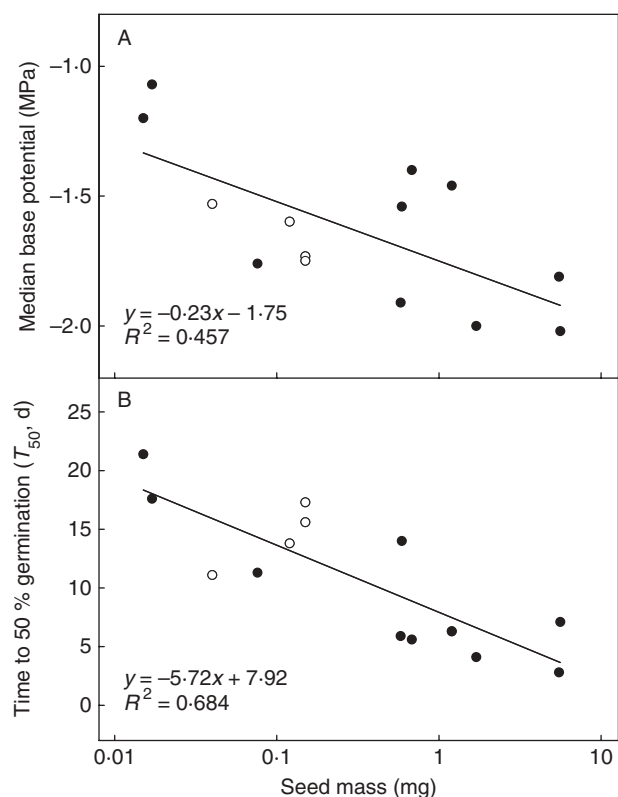 A
Median base potential (MPa)
–1·0
–1·5
–2·0
y = –0·23x – 1·75
R² = 0·457
B
Time to 50 % germination (T₅₀, d)
25
20
15
10
5
0
y = –5·72x + 7·92
R² = 0·684
0·01
0·1
1
10
Seed mass (mg)